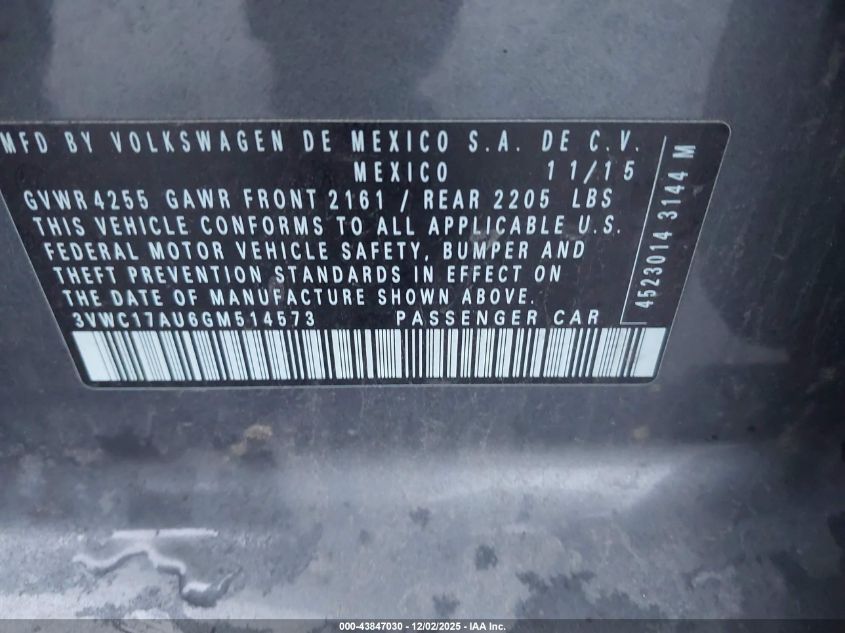 MFD BY VOLKSWAGEN DE MEXICO S.A. DE C.V.
MEXICO 11/15
GVWR 4255 GAWR FRONT 2161 / REAR 2205 LBS
THIS VEHICLE CONFORMS TO ALL APPLICABLE U.S.
FEDERAL MOTOR VEHICLE SAFETY, BUMPER AND
THEFT PREVENTION STANDARDS IN EFFECT ON
THE DATE OF MANUFACTURE SHOWN ABOVE.
3VWC17AU6GM514573 PASSENGER CAR
4523014 3144 M
000-43847030 - 12/02/2025 - IAA Inc.